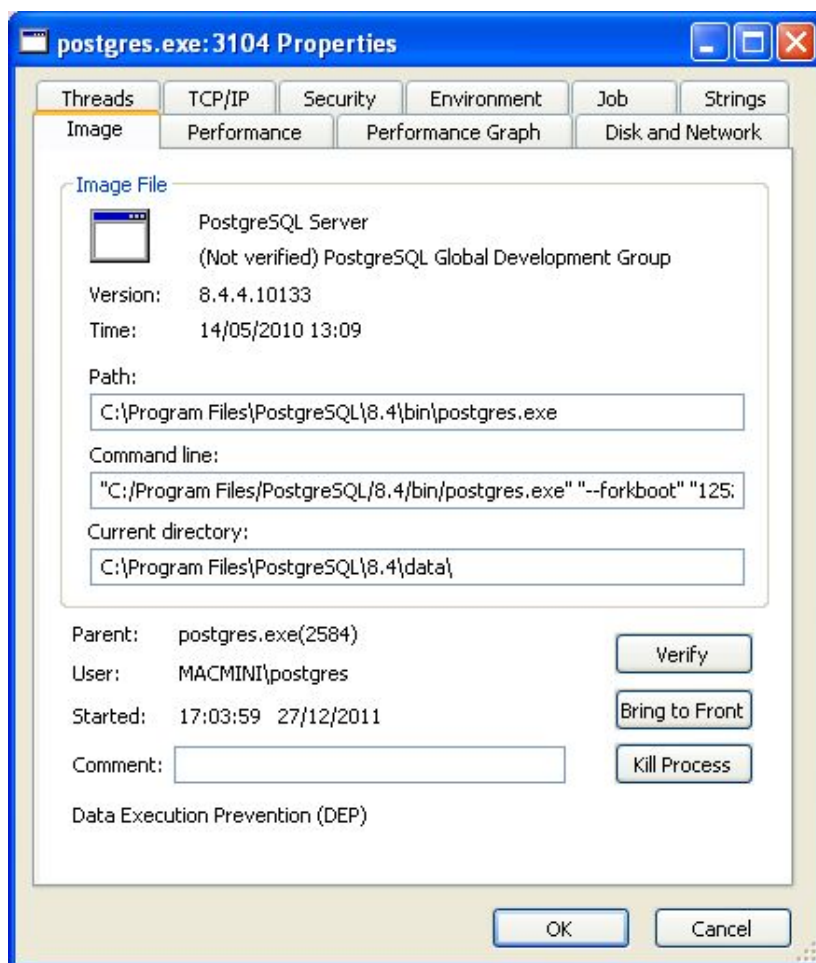 postgres.exe:3104 Properties
Threads TCP/IP Security Environment Job Strings
Image Performance Performance Graph Disk and Network
Image File
PostgreSQL Server
(Not verified) PostgreSQL Global Development Group
Version: 8.4.4.10133
Time: 14/05/2010 13:09
Path:
C:\Program Files\PostgreSQL\8.4\bin\postgres.exe
Command line:
"C:/Program Files/PostgreSQL/8.4/bin/postgres.exe" "--forkboot" "125
Current directory:
C:\Program Files\PostgreSQL\8.4\data\
Parent: postgres.exe(2584)
Verify
User: MACMINI\postgres
Started: 17:03:59 27/12/2011
Bring to Front
Comment:
Kill Process
Data Execution Prevention (DEP)
OK Cancel